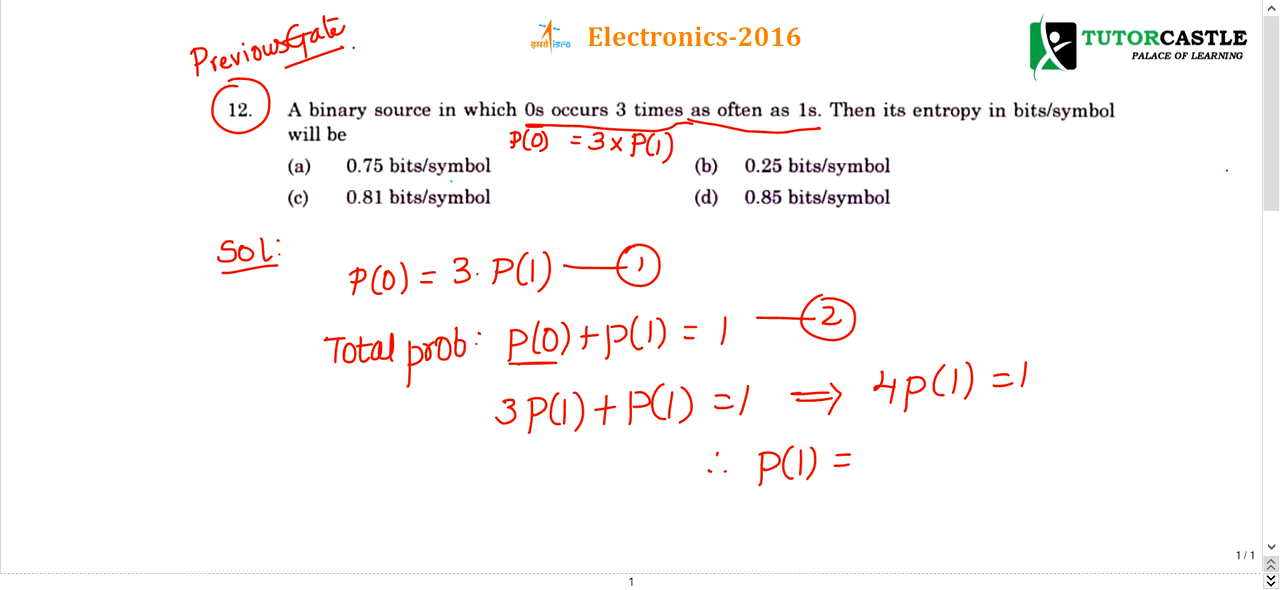 PreviousGate.
इसरो isro
Electronics-2016
TUTORCASTLE
PALACE OF LEARNING
12. A binary source in which 0s occurs 3 times as often as 1s. Then its entropy in bits/symbol
will be
P(0) = 3 × P(1)
(a) 0.75 bits/symbol (b) 0.25 bits/symbol
(c) 0.81 bits/symbol (d) 0.85 bits/symbol
Sol:
P(0) = 3. P(1) — 1
Total prob: P(0) + P(1) = 1 — 2
3P(1) + P(1) = 1 ⟹ 4P(1) = 1
∴ P(1) =
1 / 1
1